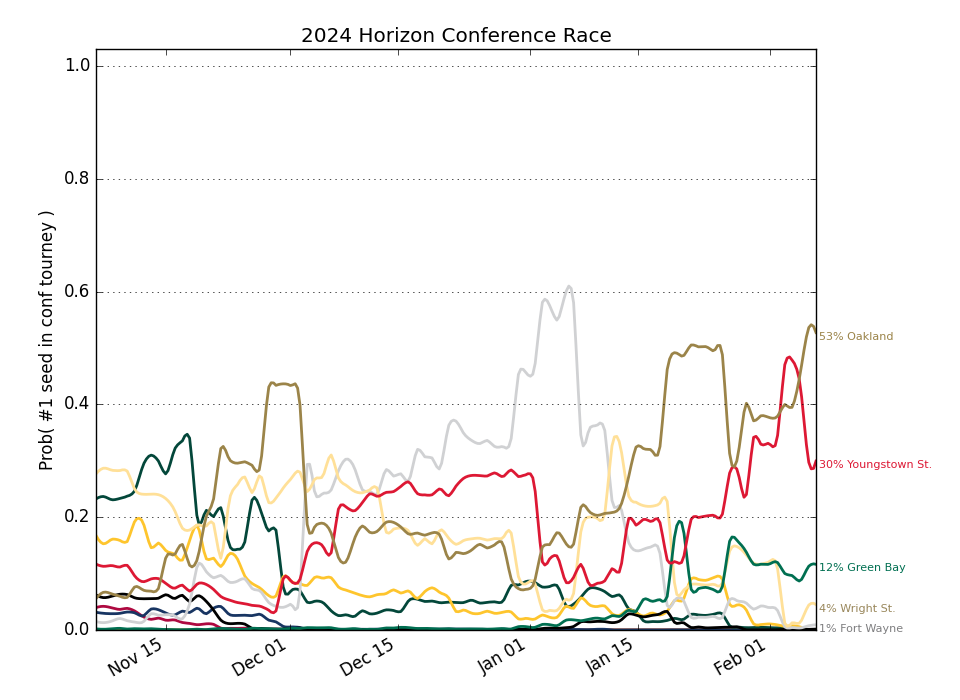 2024 Horizon Conference Race
Prob( #1 seed in conf tourney )
1.0
0.8
0.6
0.4
0.2
0.0
53% Oakland
30% Youngstown St.
12% Green Bay
4% Wright St.
1% Fort Wayne
Nov 15
Dec 01
Dec 15
Jan 01
Jan 15
Feb 01